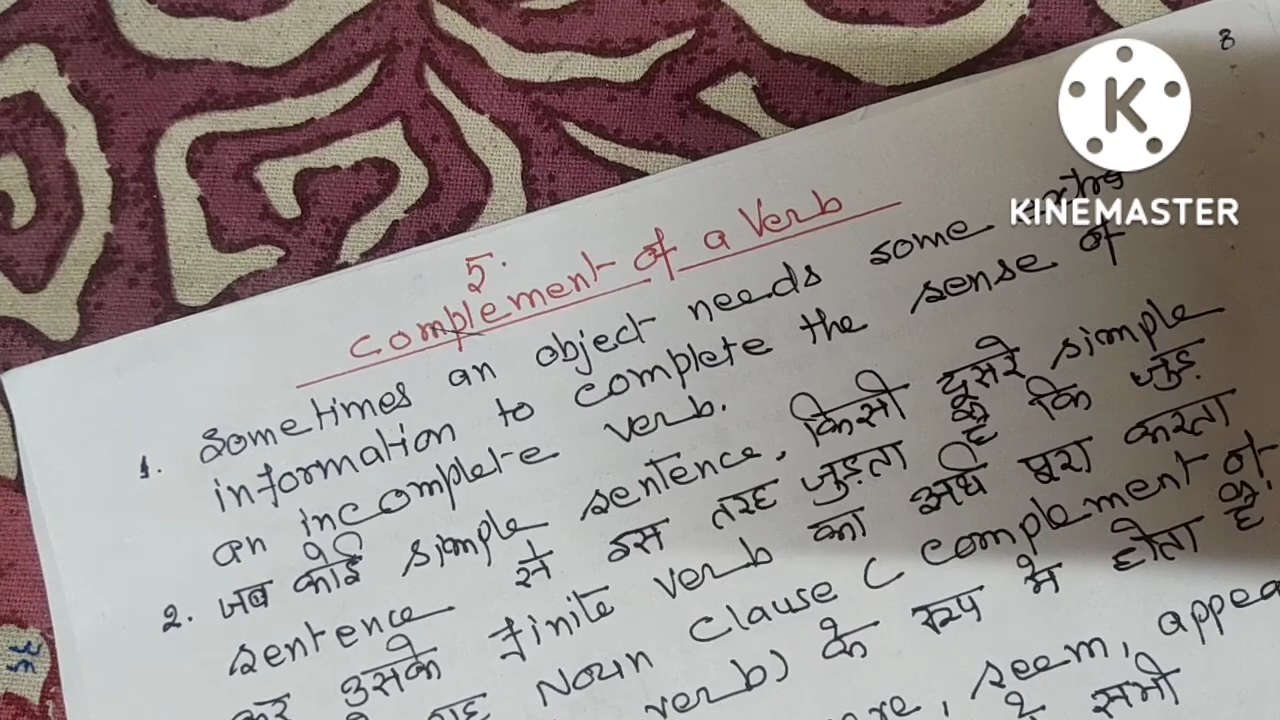 8
K
KINEMASTER
5.
Complement of a Verb
1. Sometimes an object needs some
information to complete the sense of
an incomplete verb.
2. जब कोई simple sentence, किसी दूसरे simple
sentence से इस तरह जुड़ता है कि जुड़
कर उसके finite verb का अर्थ पूरा करता
Noun Clause ( complement of
verb) के रूप मे होता है.
seem, appea
सभी